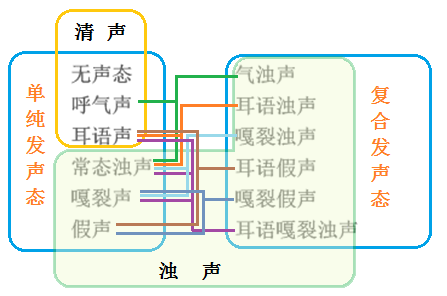 清 声
单纯发声态
无声态
呼气声
耳语声
常态浊声
嘎裂声
假声
气浊声
耳语浊声
嘎裂浊声
耳语假声
嘎裂假声
耳语嘎裂浊声
复合发声态
浊 声